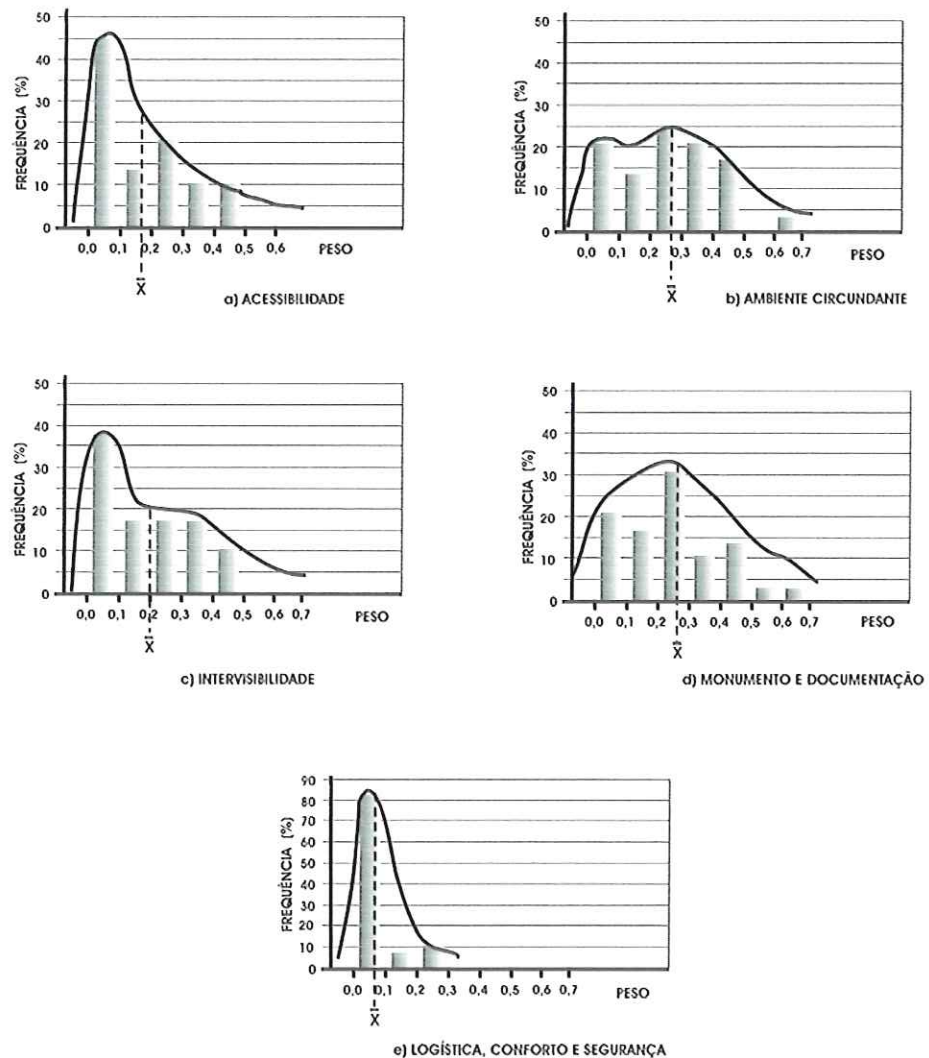 FREQUÊNCIA (%)
50
40
30
20
10
0
0,0 0,1 0,2 0,3 0,4 0,5 0,6 PESO
X̄
a) ACESSIBILIDADE
FREQUÊNCIA (%)
50
40
30
20
10
0
0,0 0,1 0,2 0,3 0,4 0,5 0,6 0,7 PESO
X̄
b) AMBIENTE CIRCUNDANTE
FREQUÊNCIA (%)
50
40
30
20
10
0
0,0 0,1 0,2 0,3 0,4 0,5 0,6 0,7 PESO
X̄
c) INTERVISIBILIDADE
FREQUÊNCIA (%)
50
40
30
20
10
0
0,0 0,1 0,2 0,3 0,4 0,5 0,6 0,7 PESO
X̄
d) MONUMENTO E DOCUMENTAÇÃO
FREQUÊNCIA (%)
90
80
70
60
50
40
30
20
10
0
0,0 0,1 0,2 0,3 0,4 0,5 0,6 0,7 PESO
X̄
e) LOGÍSTICA, CONFORTO E SEGURANÇA